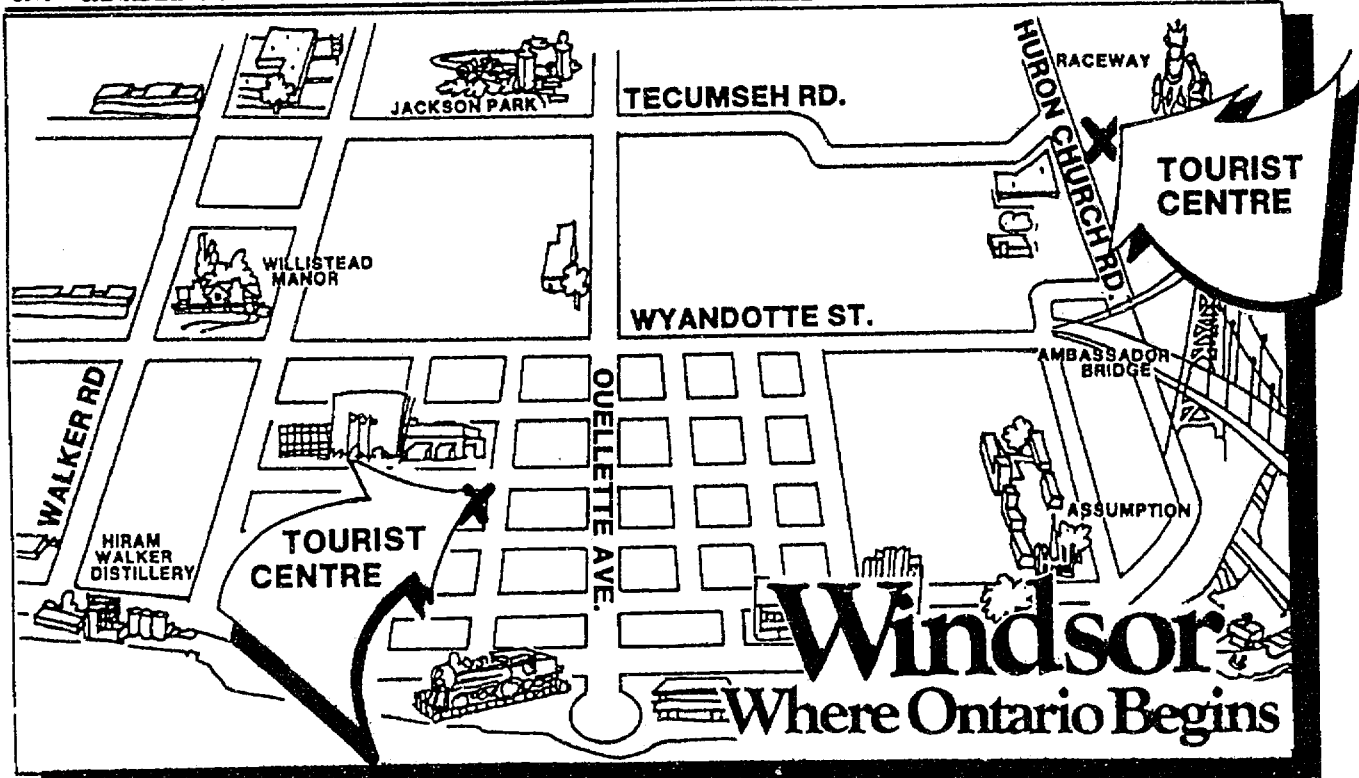 HURON CHURCH RD.
RACEWAY
JACKSON PARK
TECUMSEH RD.
TOURIST
CENTRE
WILLISTEAD
MANOR
WYANDOTTE ST.
AMBASSADOR
BRIDGE
WALKER RD
OUELLETTE AVE.
ASSUMPTION
HIRAM
WALKER
DISTILLERY
TOURIST
CENTRE
Windsor
Where Ontario Begins